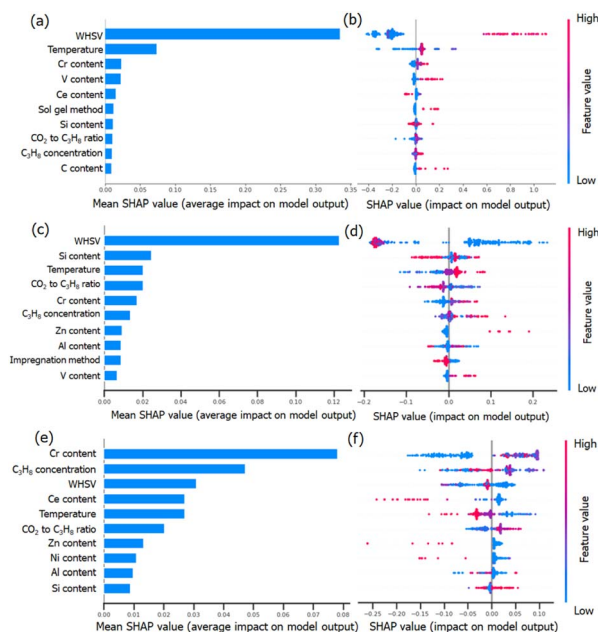 (a)
WHSV
Temperature
Cr content
V content
Ce content
Sol gel method
Si content
CO₂ to C₃H₈ ratio
C₃H₈ concentration
C content
0.00 0.05 0.10 0.15 0.20 0.25 0.30 0.35
Mean SHAP value (average impact on model output)
(b)
−0.4 −0.2 0.0 0.2 0.4 0.6 0.8 1.0
SHAP value (impact on model output)
High
Feature value
Low
(c)
WHSV
Si content
Temperature
CO₂ to C₃H₈ ratio
Cr content
C₃H₈ concentration
Zn content
Al content
Impregnation method
V content
0.00 0.02 0.04 0.06 0.08 0.10 0.12
Mean SHAP value (average impact on model output)
(d)
−0.2 −0.1 0.0 0.1 0.2
SHAP value (impact on model output)
High
Feature value
Low
(e)
Cr content
C₃H₈ concentration
WHSV
Ce content
Temperature
CO₂ to C₃H₈ ratio
Zn content
Ni content
Al content
Si content
0.00 0.01 0.02 0.03 0.04 0.05 0.06 0.07 0.08
Mean SHAP value (average impact on model output)
(f)
−0.25 −0.20 −0.15 −0.10 −0.05 0.00 0.05 0.10
SHAP value (impact on model output)
High
Feature value
Low